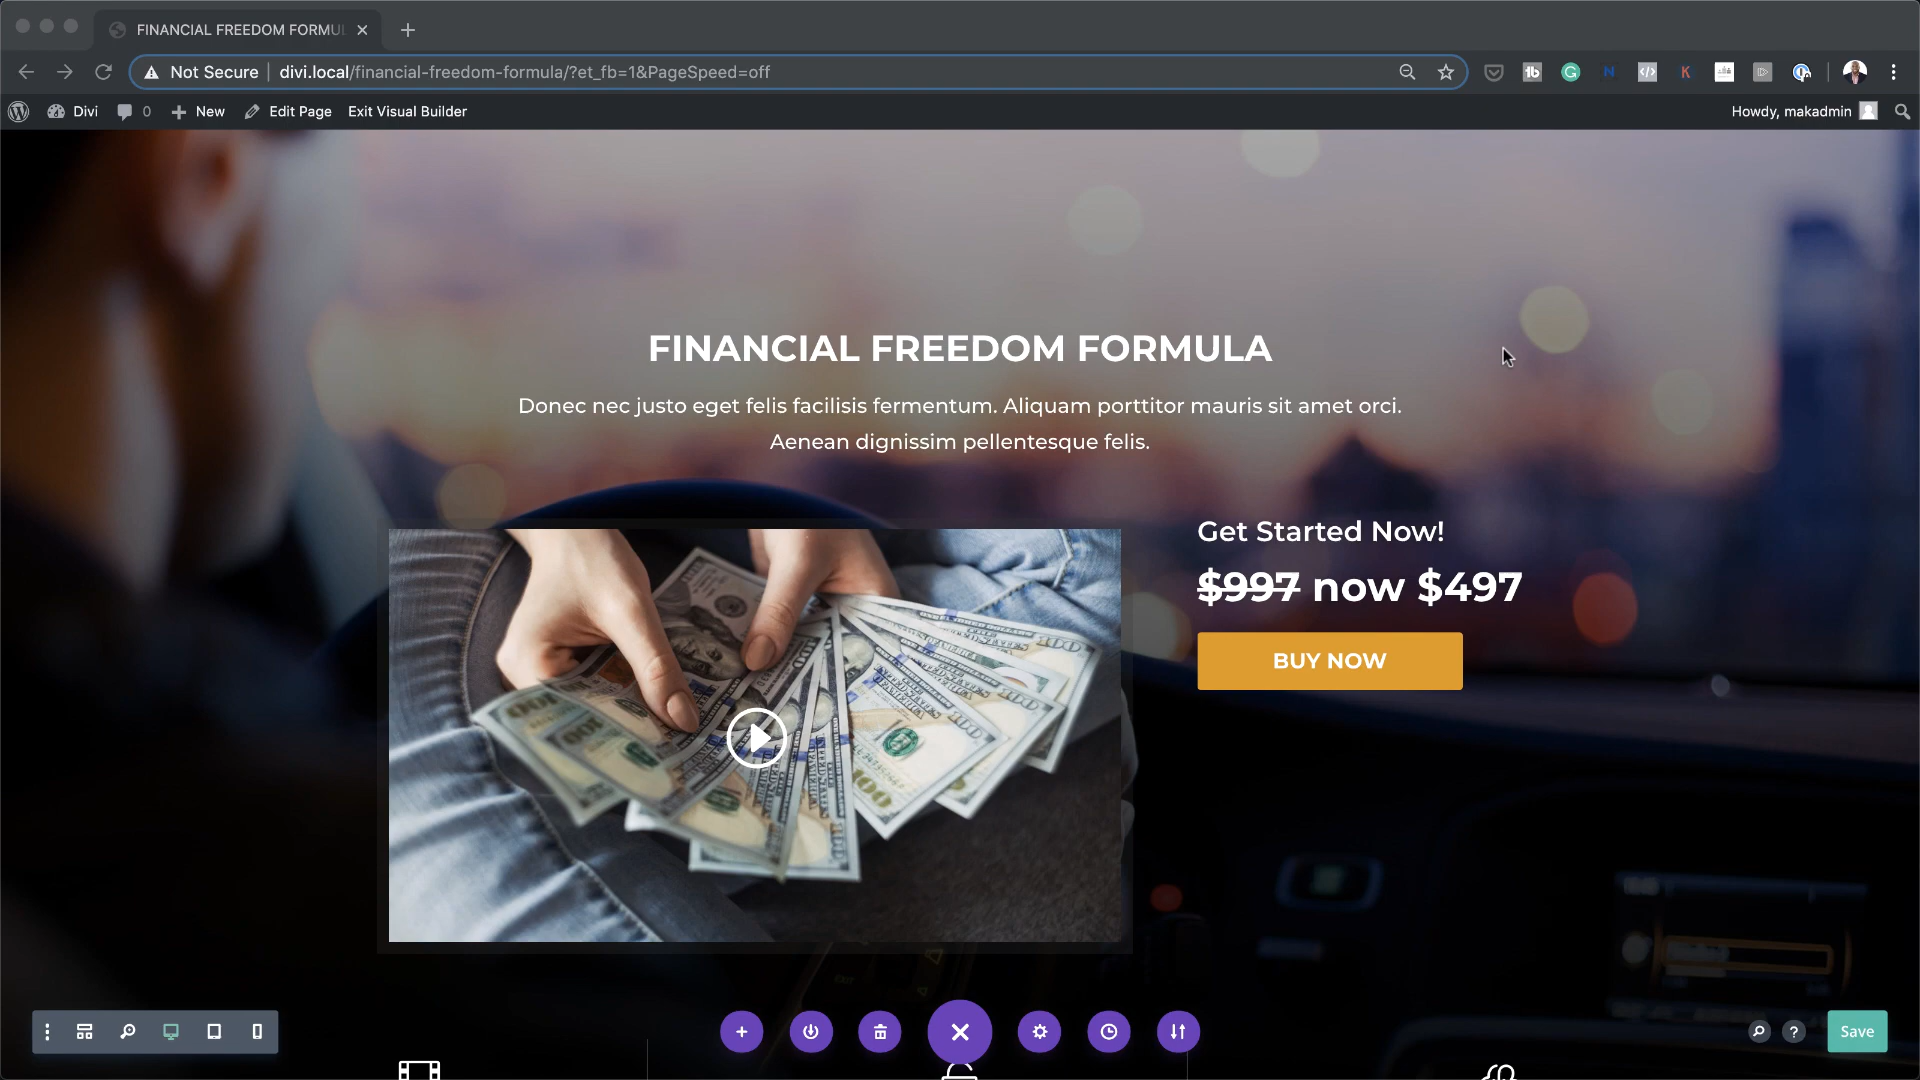 FINANCIAL FREEDOM FORMUL
Not Secure divi.local/financial-freedom-formula/?et_fb=1&PageSpeed=off
Divi 0 New Edit Page Exit Visual Builder Howdy, makadmin
FINANCIAL FREEDOM FORMULA
Donec nec justo eget felis facilisis fermentum. Aliquam porttitor mauris sit amet orci.
Aenean dignissim pellentesque felis.
Get Started Now!
$997 now $497
BUY NOW
Save